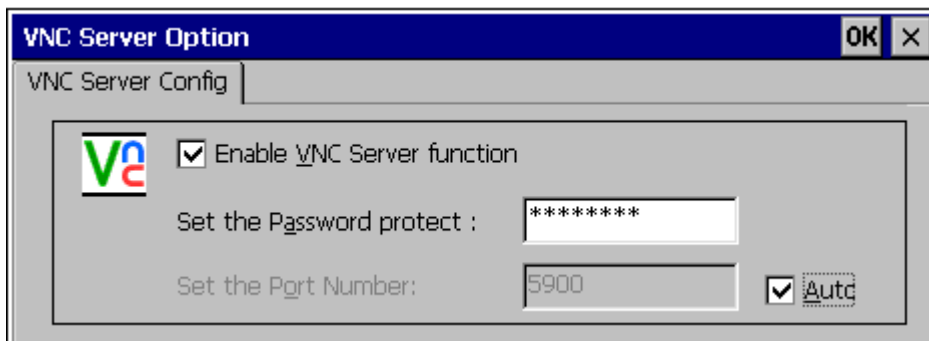 VNC Server Option OK ×
VNC Server Config
Vnc Enable VNC Server function
Set the Password protect : ********
Set the Port Number: 5900 Auto